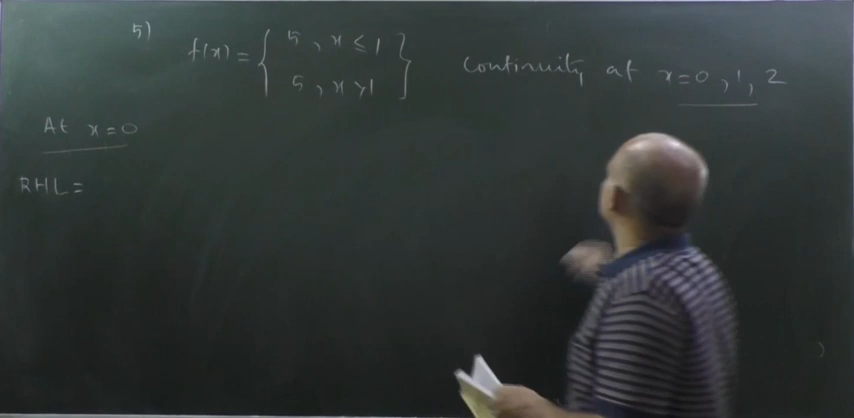 5)
f(x) = { 5 , x ≤ 1
5 , x > 1 } Continuity at x = 0 , 1 , 2
At x = 0
RHL =